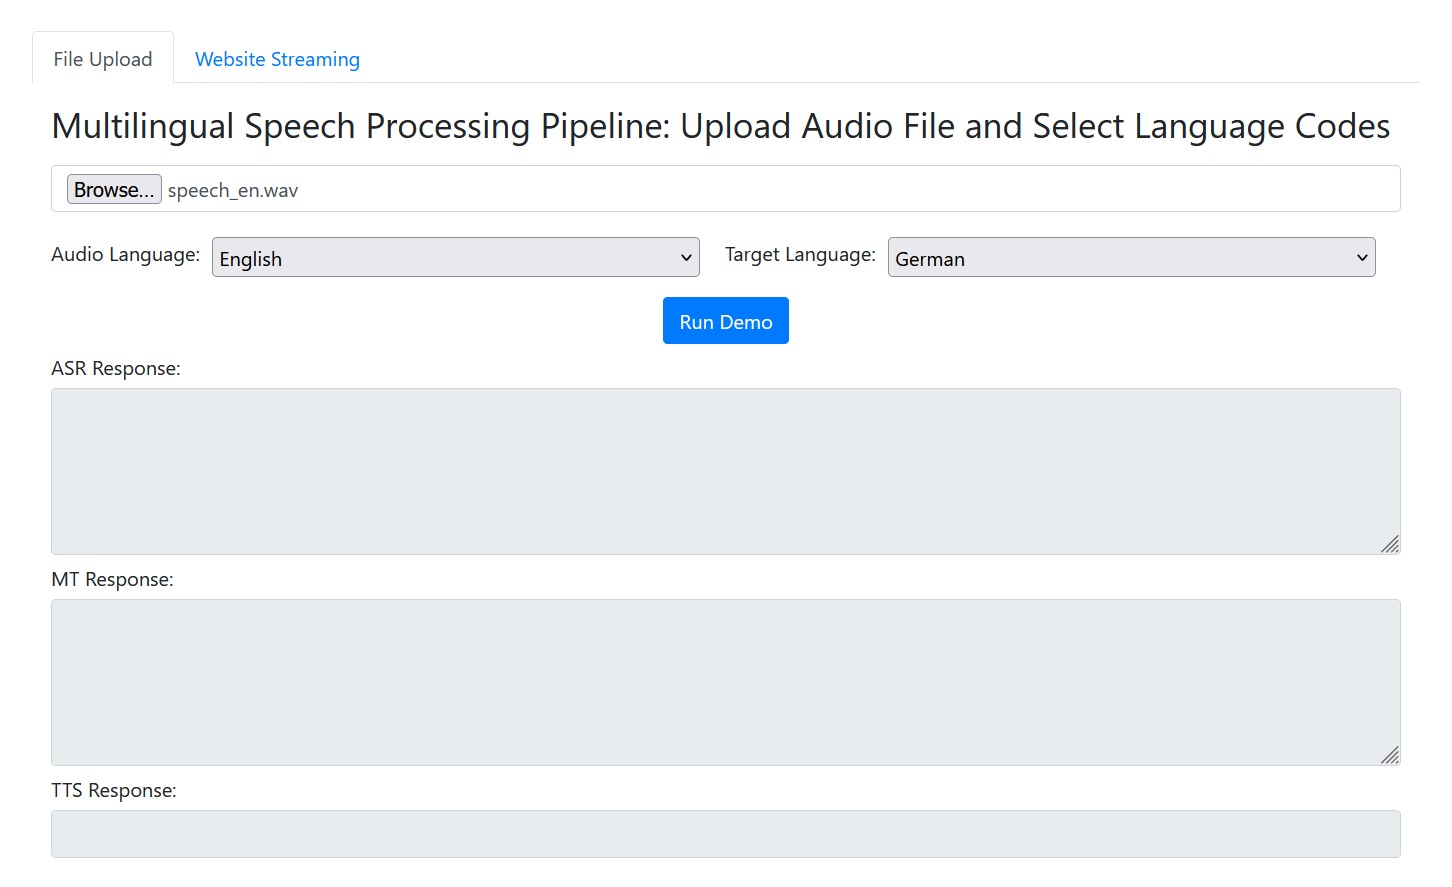 File Upload Website Streaming
Multilingual Speech Processing Pipeline: Upload Audio File and Select Language Codes
Browse... speech_en.wav
Audio Language: English Target Language: German
Run Demo
ASR Response:
MT Response:
TTS Response: